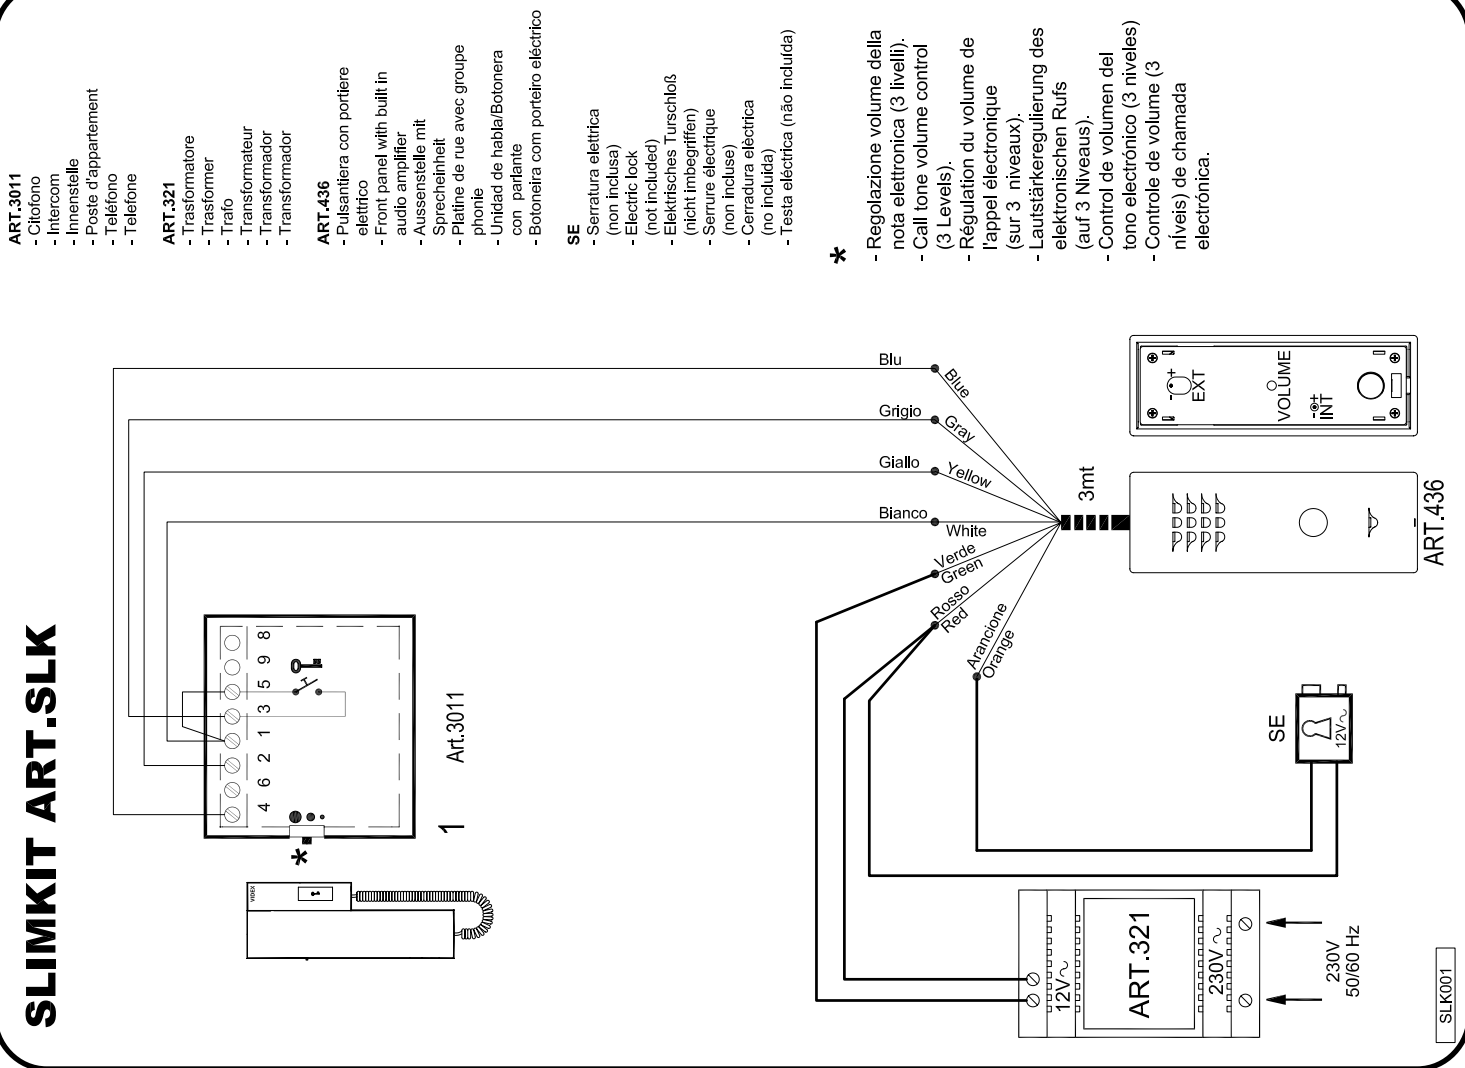 SLIMKIT ART.SLK
ART.3011
- Citofono
- Intercom
- Innenstelle
- Poste d'appartement
- Teléfono
- Telefone
ART.321
- Trasformatore
- Trasformer
- Trafo
- Transformateur
- Transformador
- Transformador
ART.436
- Pulsantiera con portiere
elettrico
- Front panel with built in
audio amplifier
- Aussenstelle mit
Sprecheinheit
- Platine de rue avec groupe
phonie
- Unidad de habla/Botonera
con parlante
- Botoneira com porteiro eléctrico
SE
- Serratura elettrica
(non inclusa)
- Electric lock
(not included)
- Elektrisches Turschloß
(nicht imbegriffen)
- Serrure électrique
(non incluse)
- Cerradura elèctrica
(no incluida)
- Testa eléctrica (não incluída)
*
- Regolazione volume della
nota elettronica (3 livelli).
- Call tone volume control
(3 Levels).
- Régulation du volume de
l'appel électronique
(sur 3 niveaux).
- Lautstärkeregulierung des
elektronischen Rufs
(auf 3 Niveaus).
- Control de volumen del
tono electrónico (3 niveles)
- Controle de volume (3
níveis) de chamada
electrónica.
VIDEX
*
1
4 6 2 1 3 5 9 8
Art.3011
Blu
Blue
Grigio
Gray
Giallo
Yellow
Bianco
White
Verde
Green
Rosso
Red
Arancione
Orange
3mt
- +
EXT
VOLUME
- +
INT
ART.436
SE
12V~
12V~
ART.321
230V ~
230V
50/60 Hz
SLK001